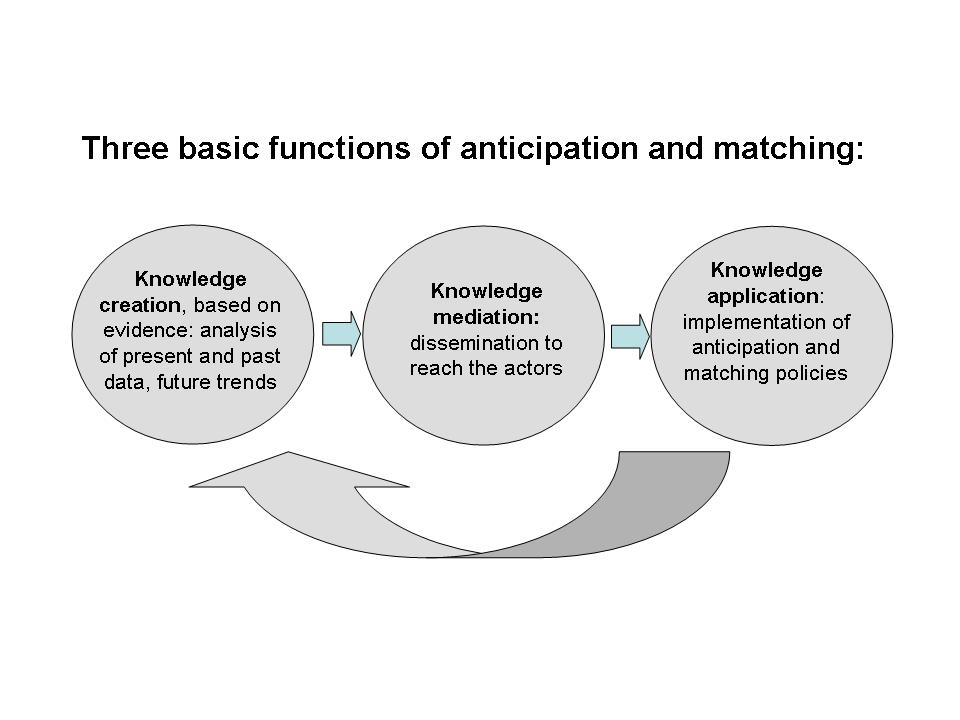 Three basic functions of anticipation and matching:
Knowledge
creation, based on
evidence: analysis
of present and past
data, future trends
Knowledge
mediation:
dissemination to
reach the actors
Knowledge
application:
implementation of
anticipation and
matching policies